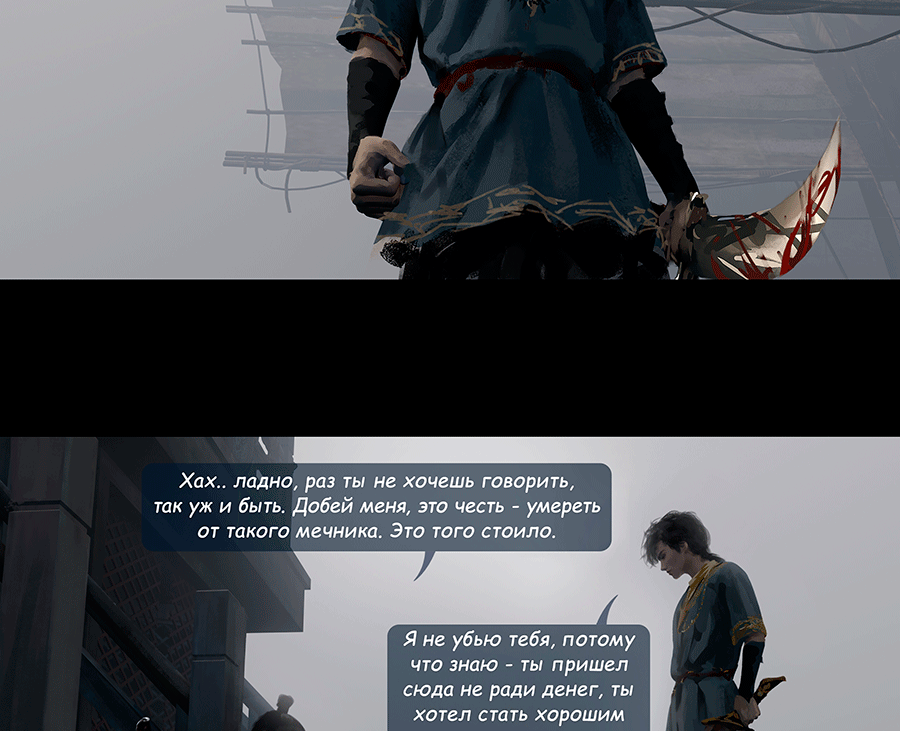 Хах.. ладно, раз ты не хочешь говорить,
так уж и быть. Добей меня, это честь - умереть
от такого мечника. Это того стоило.
Я не убью тебя, потому
что знаю - ты пришел
сюда не ради денег, ты
хотел стать хорошим